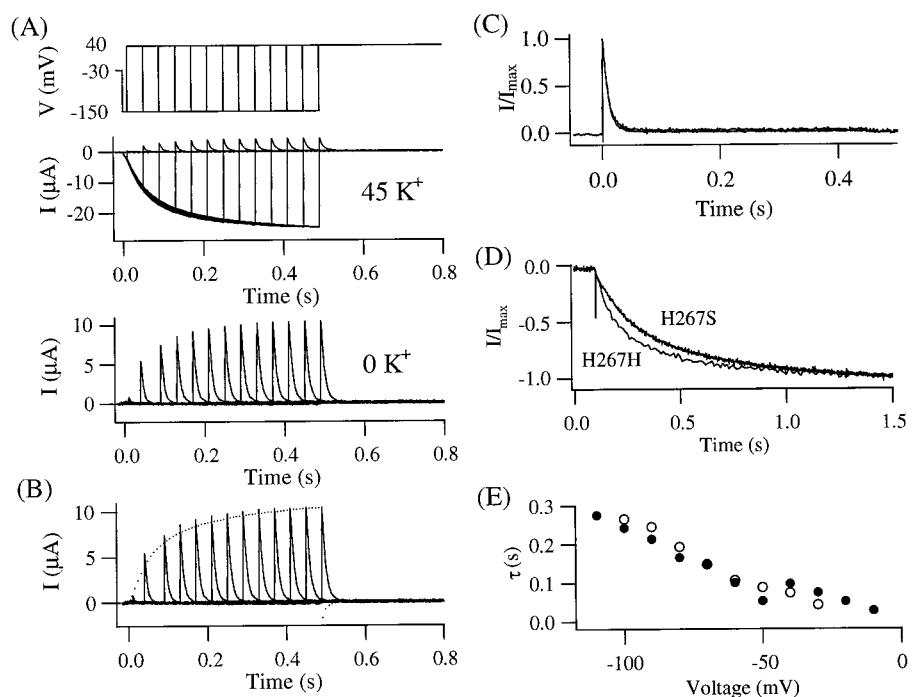 (A)
V (mV)
40
-30
-150
I (µA)
0
-10
-20
45 K+
0.0 0.2 0.4 0.6 0.8
Time (s)
I (µA)
10
5
0
0 K+
0.0 0.2 0.4 0.6 0.8
Time (s)
(B)
I (µA)
10
5
0
0.0 0.2 0.4 0.6 0.8
Time (s)
(C)
I/Imax
1.0
0.5
0.0
0.0 0.2 0.4
Time (s)
(D)
I/Imax
0.0
-0.5
-1.0
H267S
H267H
0.0 0.5 1.0 1.5
Time (s)
(E)
τ (s)
0.3
0.2
0.1
0.0
-100 -50 0
Voltage (mV)